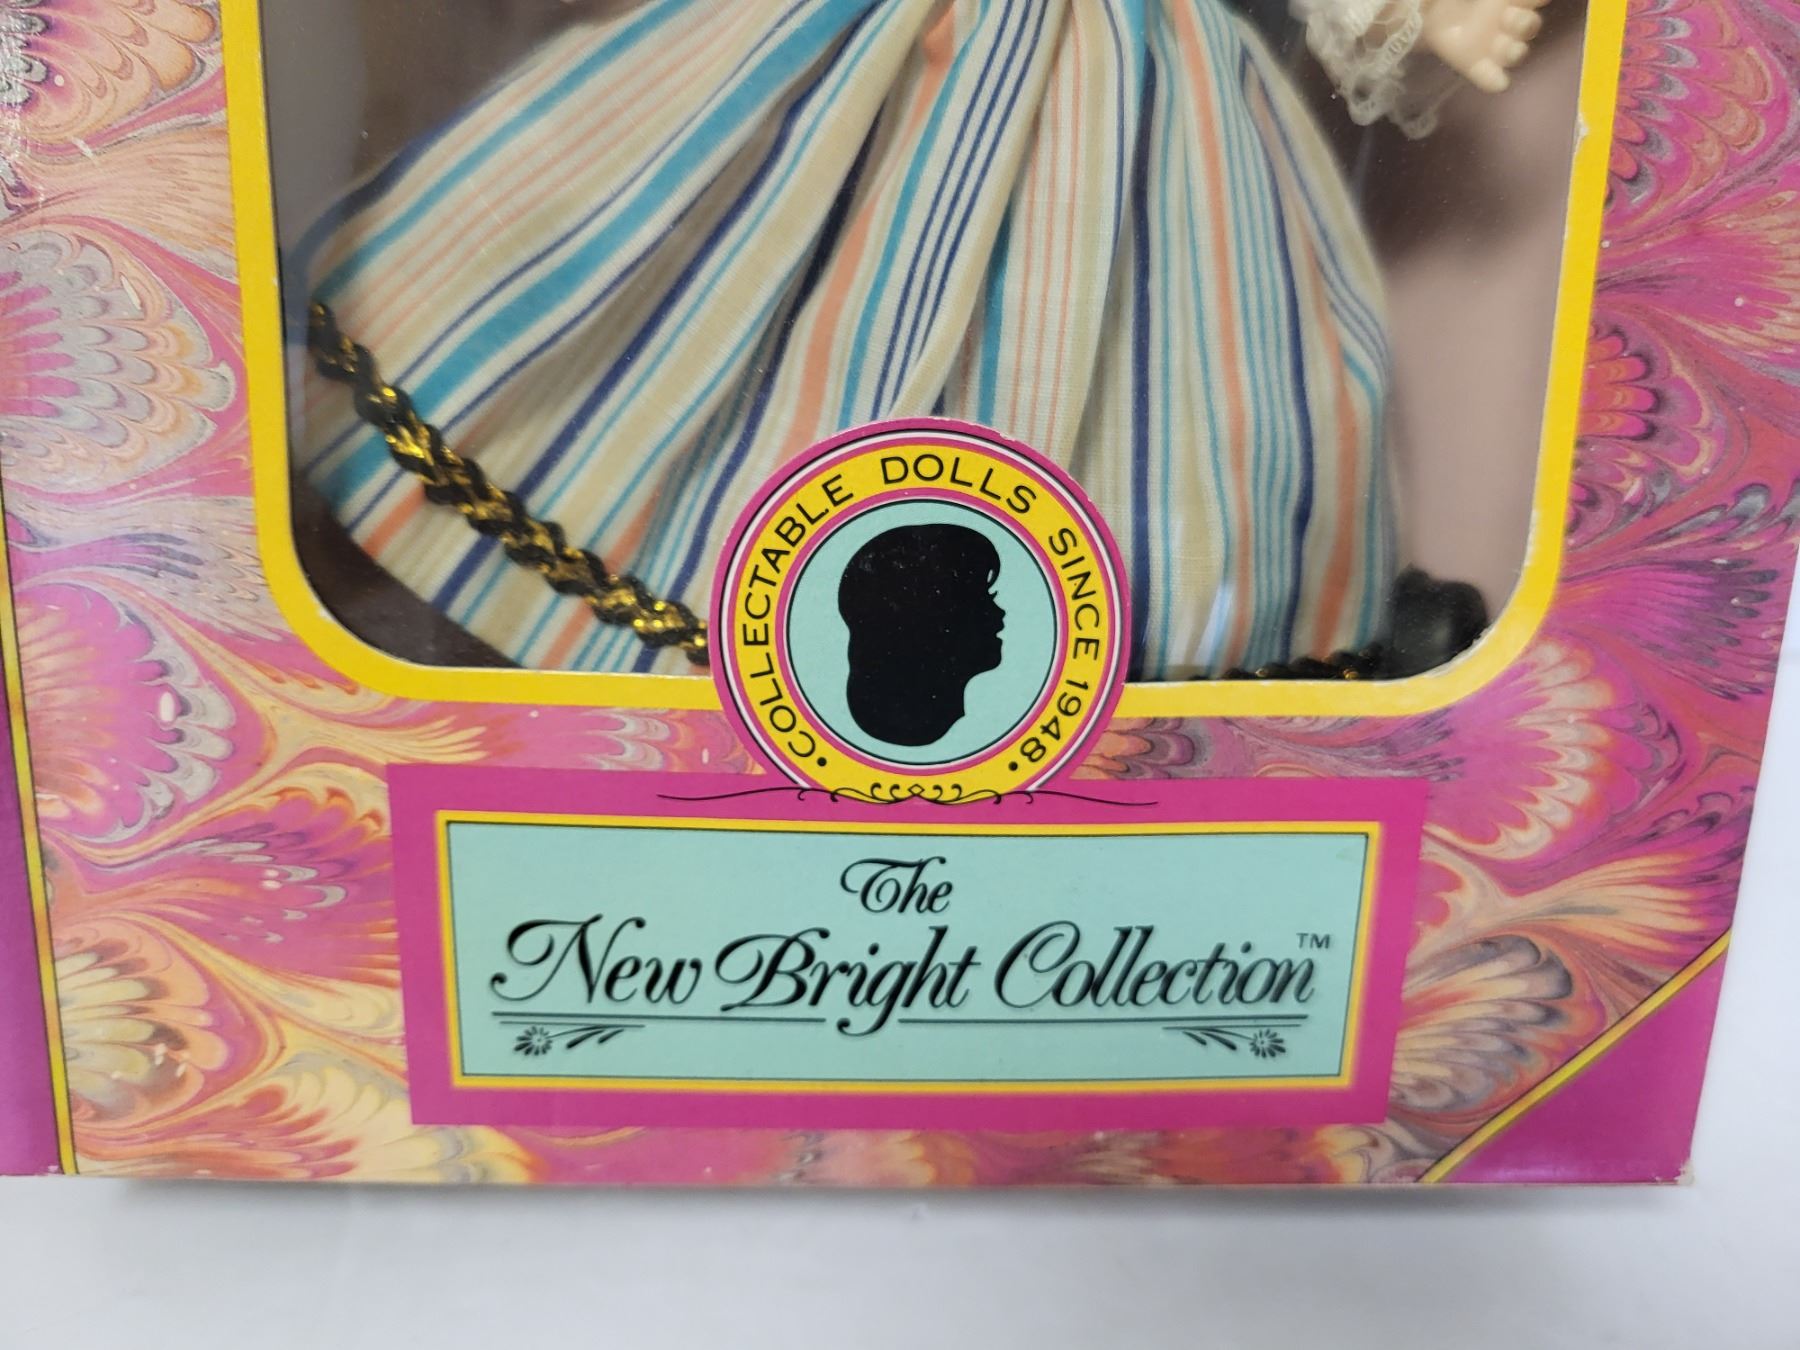 • COLLECTABLE DOLLS SINCE 1948 •
The
New Bright Collection™